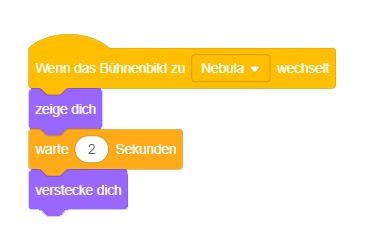 Wenn das Bühnenbild zu Nebula wechselt
zeige dich
warte 2 Sekunden
verstecke dich